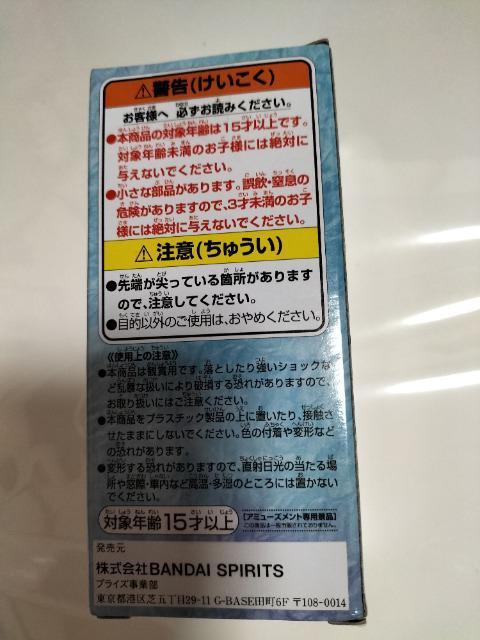 ⚠警告(けいこく)
お客様へ 必ずお読みください。
●本商品の対象年齢は15才以上です。
対象年齢未満のお子様には絶対に
与えないでください。
●小さな部品があります。誤飲・窒息の
危険がありますので、3才未満のお子
様には絶対に与えないでください。
⚠注意(ちゅうい)
●先端が尖っている箇所があります
ので、注意してください。
●目的以外のご使用は、おやめください。
《使用上の注意》
●本商品は観賞用です。落としたり強いショックな
ど乱暴な扱いにより破損する恐れがありますので、
お取り扱いにはご注意ください。
●本商品をプラスチック製品の上に置いたり、接触さ
せたままにしないでください。色の付着や変形など
の恐れがあります。
●変形する恐れがありますので、直射日光の当たる場
所や窓際・車内など高温・多湿のところには置かない
でください。
対象年齢15才以上
【アミューズメント専用景品】
この商品は一般市販されておりません。
発売元
株式会社BANDAI SPIRITS
プライズ事業部
東京都港区芝五丁目29-11 G-BASE田町6F 〒108-0014